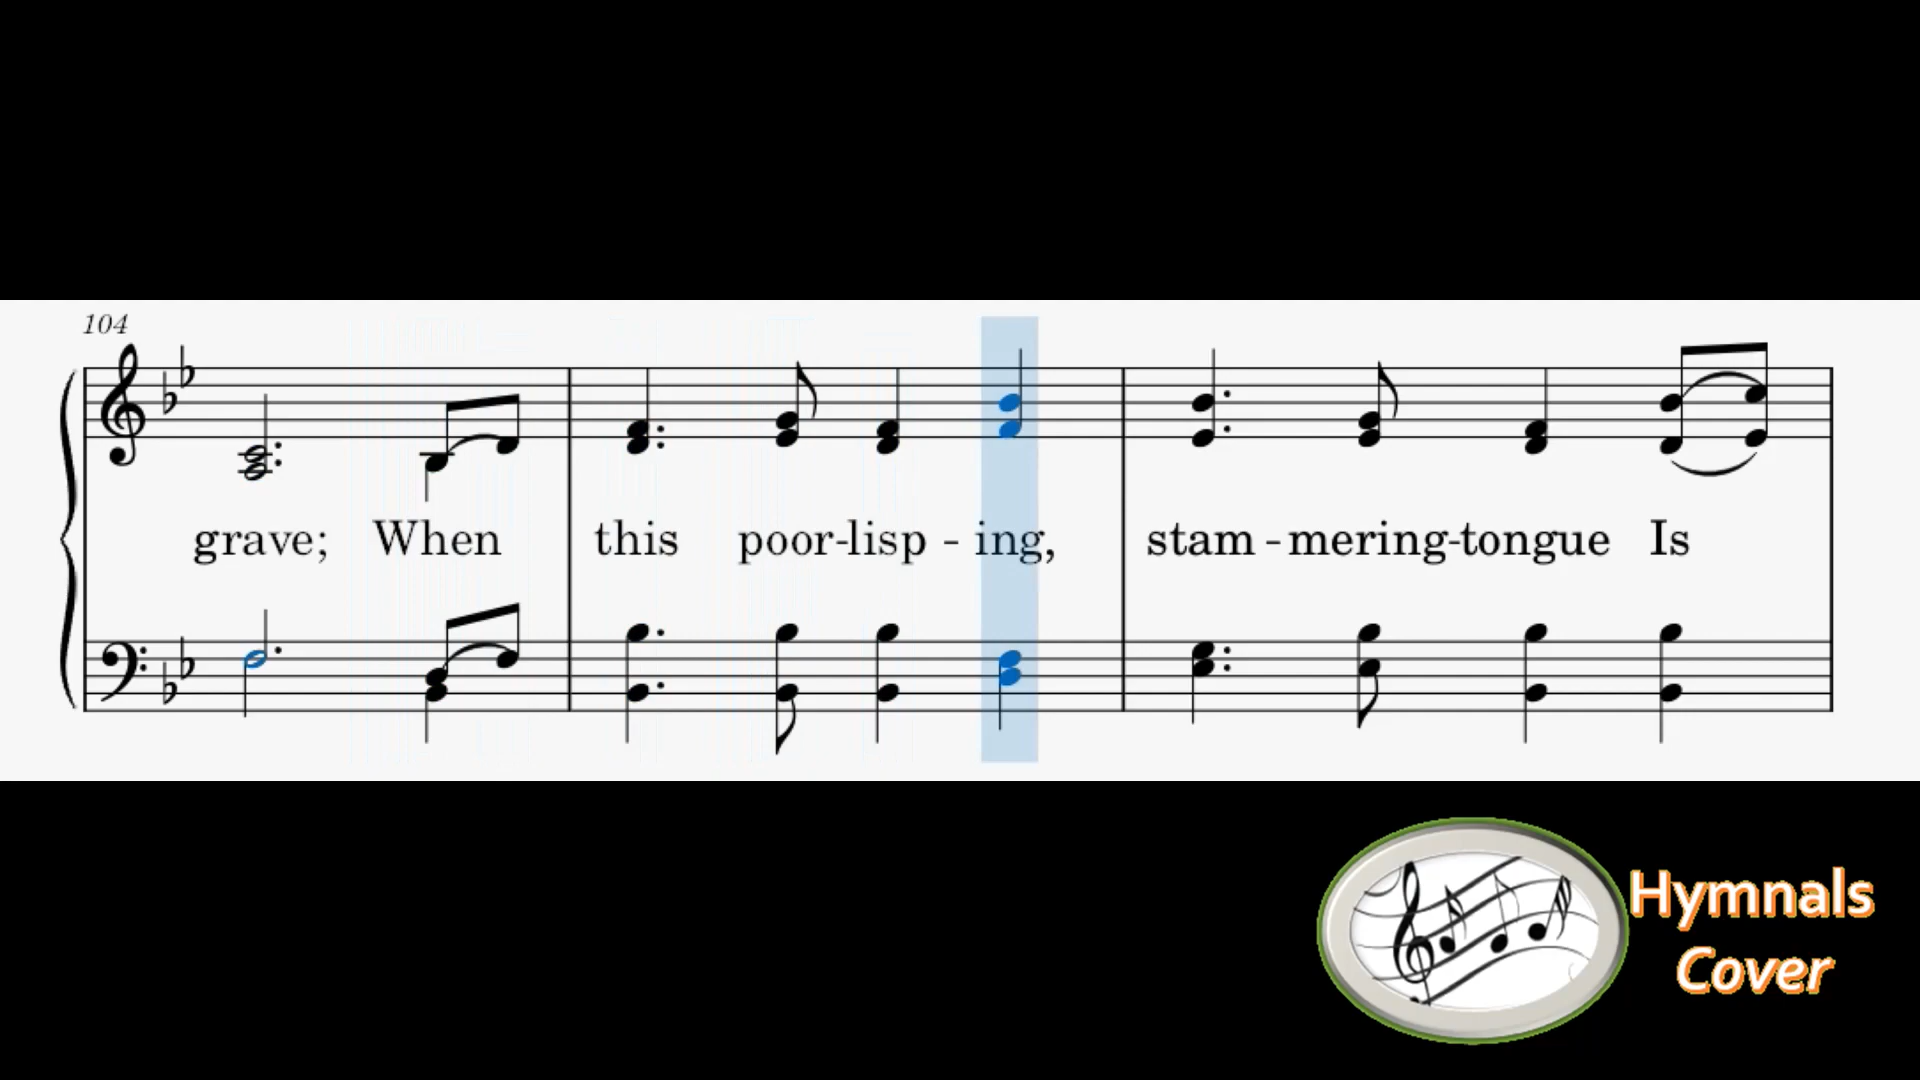 104
grave; When this poor-lisp - ing, stam - mering-tongue Is
Hymnals
Cover